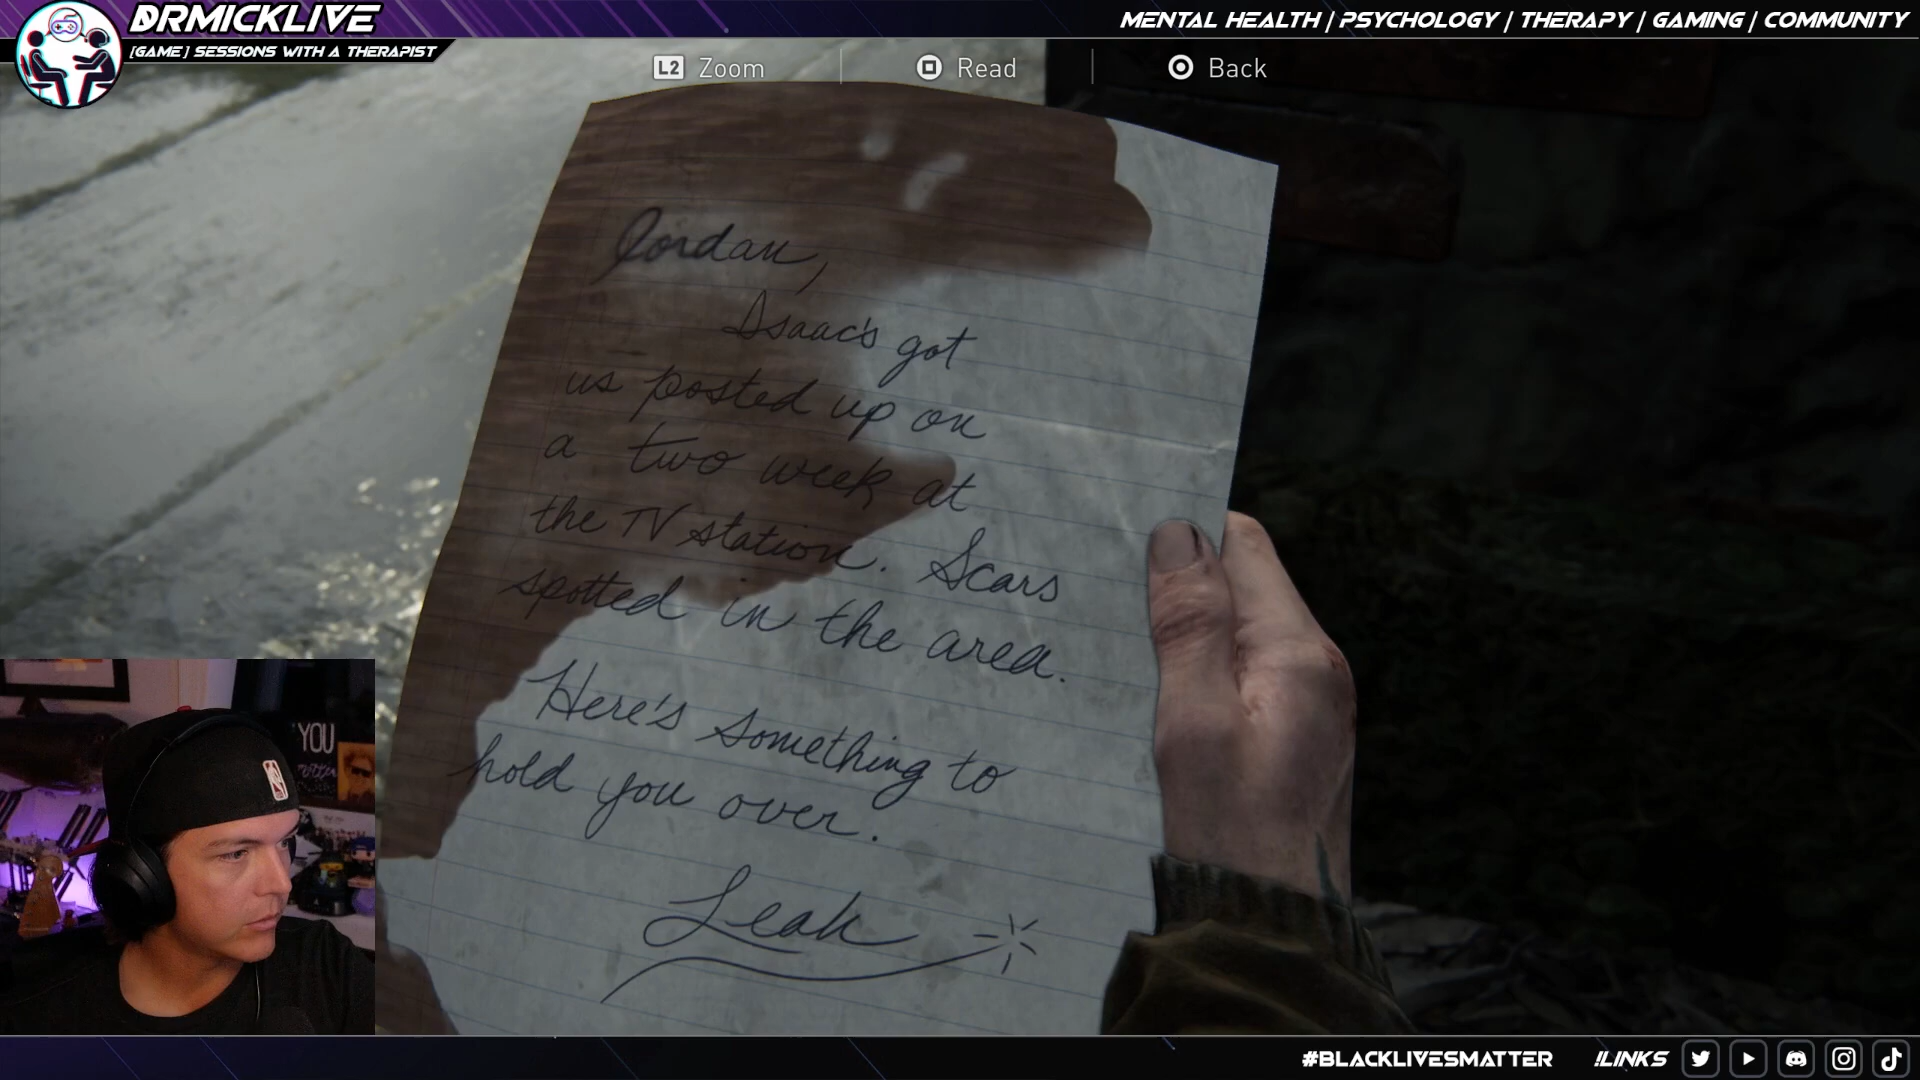 DRMICKLIVE
[GAME] SESSIONS WITH A THERAPIST
MENTAL HEALTH | PSYCHOLOGY | THERAPY | GAMING | COMMUNITY
L2 Zoom
Read
Back
Jordan,
Isaac's got
us posted up on
a two week at
the TV station. Scars
spotted in the area.
Here's something to
hold you over.
Leah
YOU
#BLACKLIVESMATTER
!LINKS